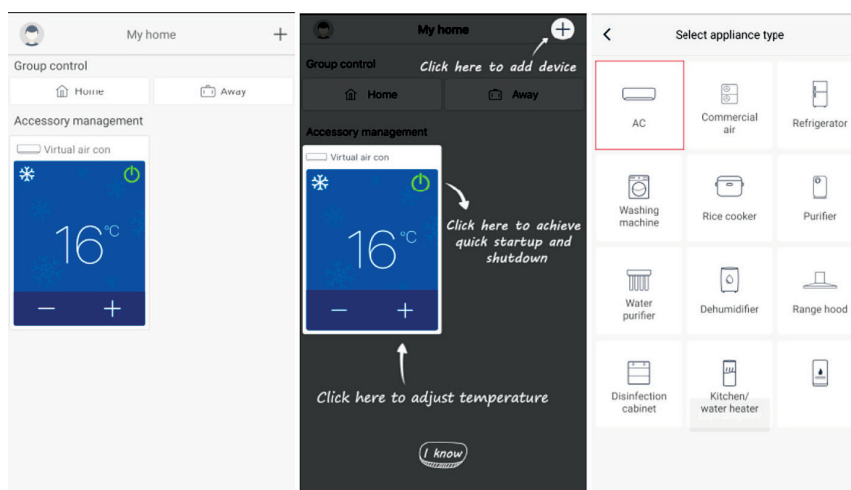 My home
Group control
Home
Away
Accessory management
Virtual air con
16°C
My home
Click here to add device
Group control
Home
Away
Accessory management
Virtual air con
16°C
Click here to achieve
quick startup and
shutdown
Click here to adjust temperature
I know
Select appliance type
AC
Commercial
air
Refrigerator
Washing
machine
Rice cooker
Purifier
Water
purifier
Dehumidifier
Range hood
Disinfection
cabinet
Kitchen/
water heater